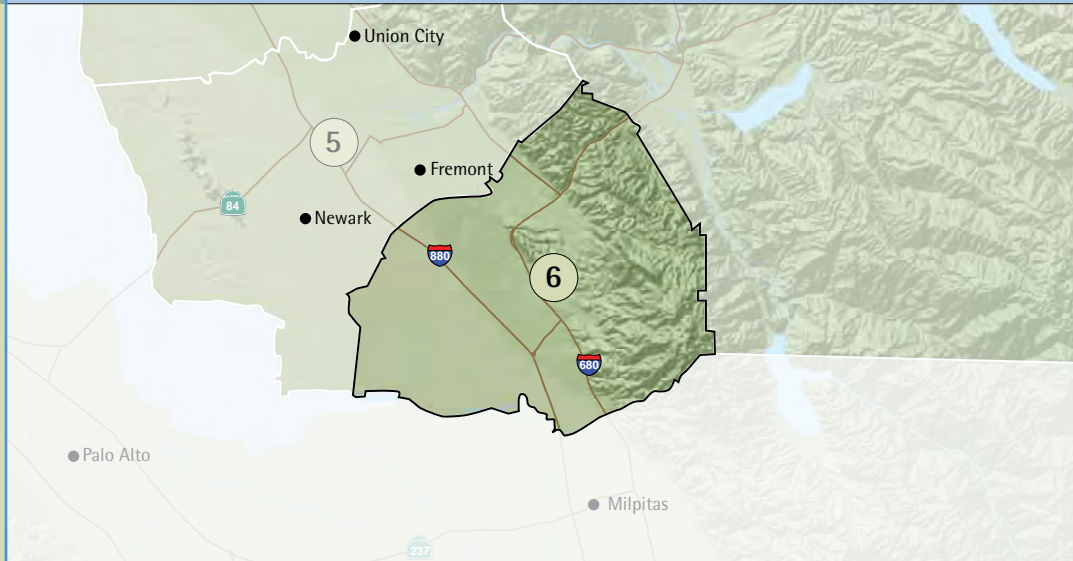 Union City
5
Fremont
84
Newark
880
6
680
Palo Alto
Milpitas
237